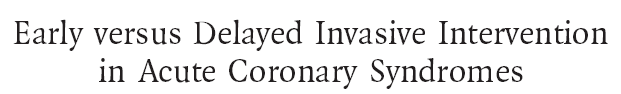 Early versus Delayed Invasive Intervention
in Acute Coronary Syndromes